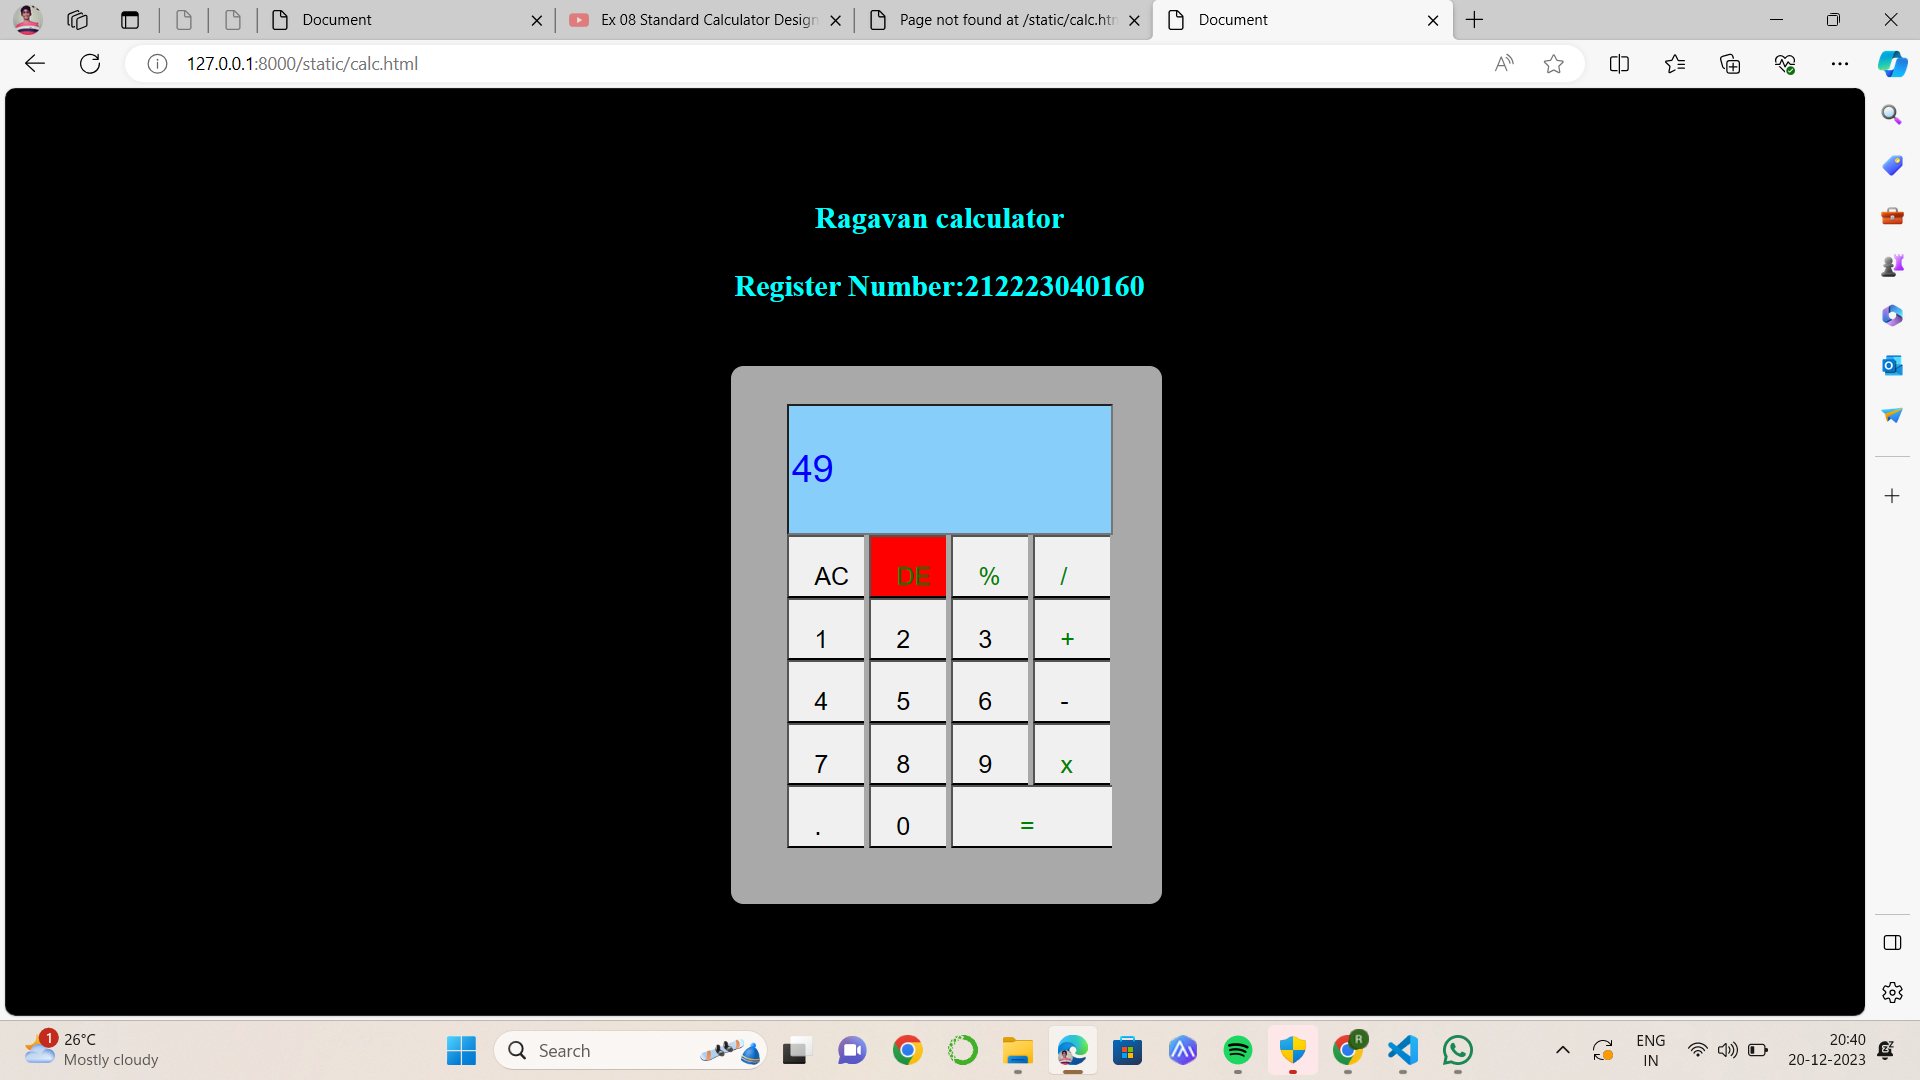 Document
Ex 08 Standard Calculator Design
Page not found at /static/calc.htm
Document
127.0.0.1:8000/static/calc.html
Ragavan calculator
Register Number:212223040160
49
AC DE % /
1 2 3 +
4 5 6 -
7 8 9 x
. 0 =
1
26°C
Mostly cloudy
Search
R
ENG
IN
20:40
20-12-2023